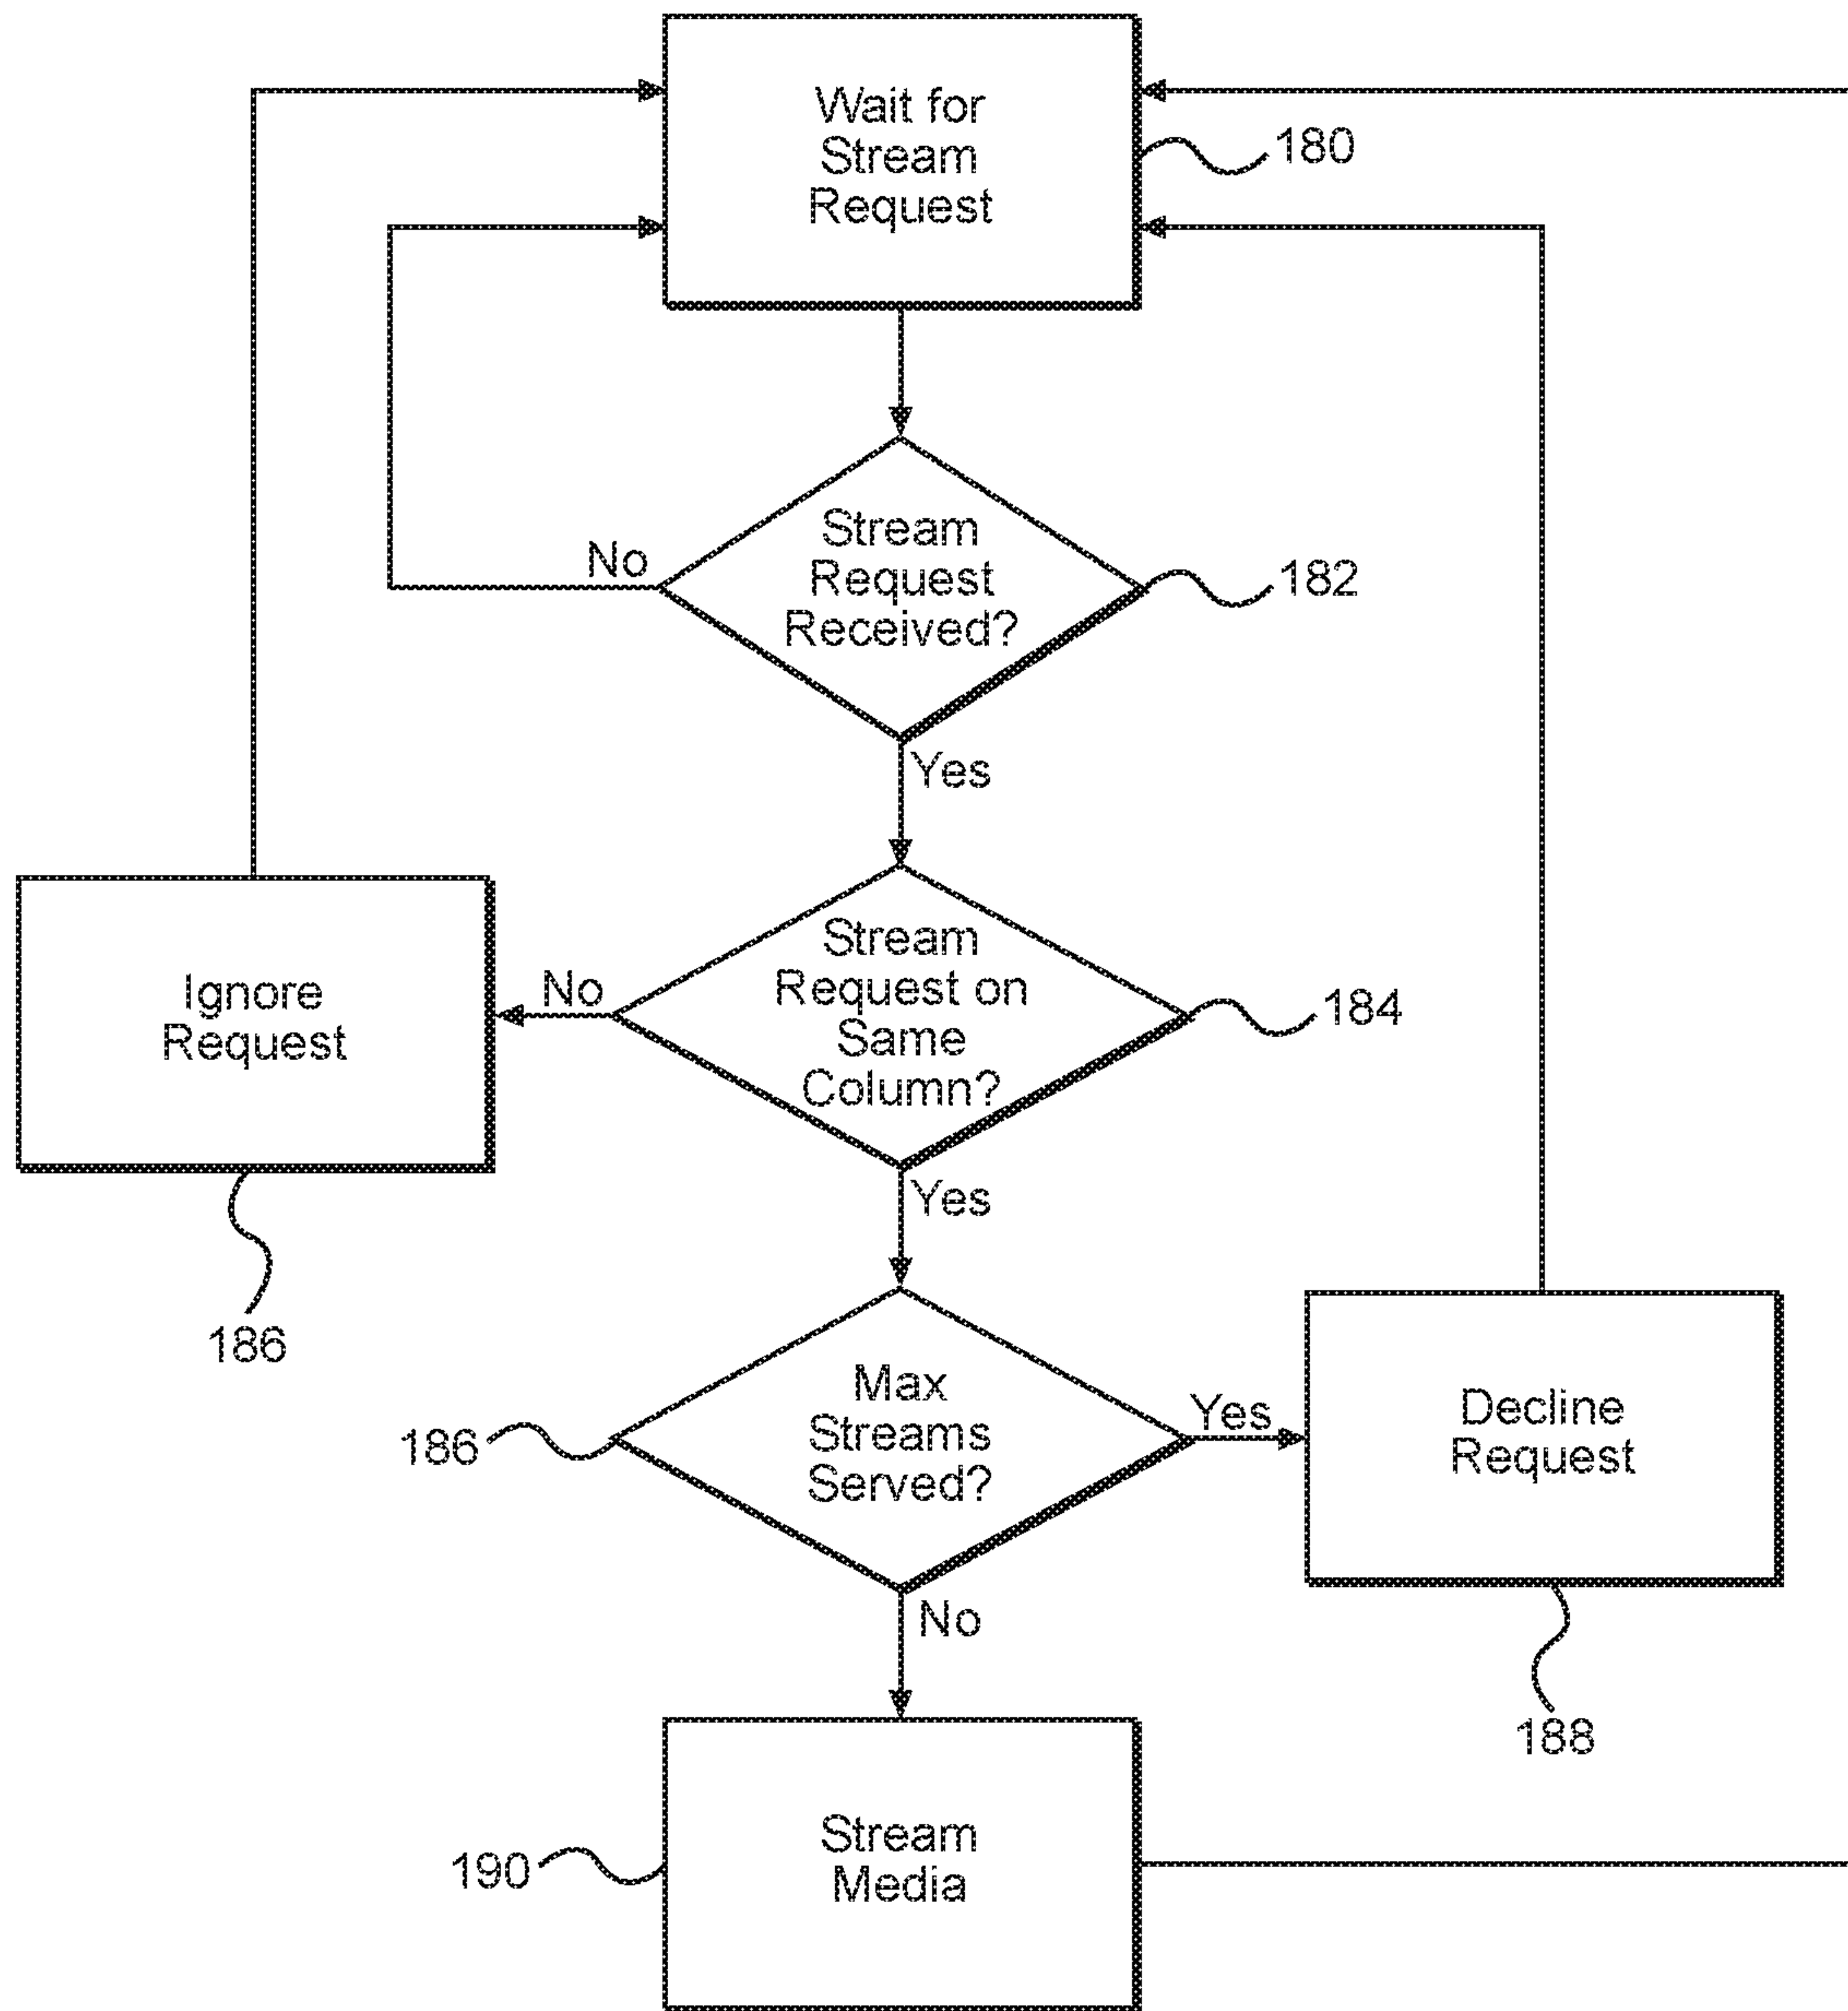 Wait for
Stream
Request
180
Stream
Request
Received?
182
No
Yes
Stream
Request on
Same
Column?
184
No
Ignore
Request
186
Yes
Max
Streams
Served?
186
Yes
Decline
Request
188
No
Stream
Media
190